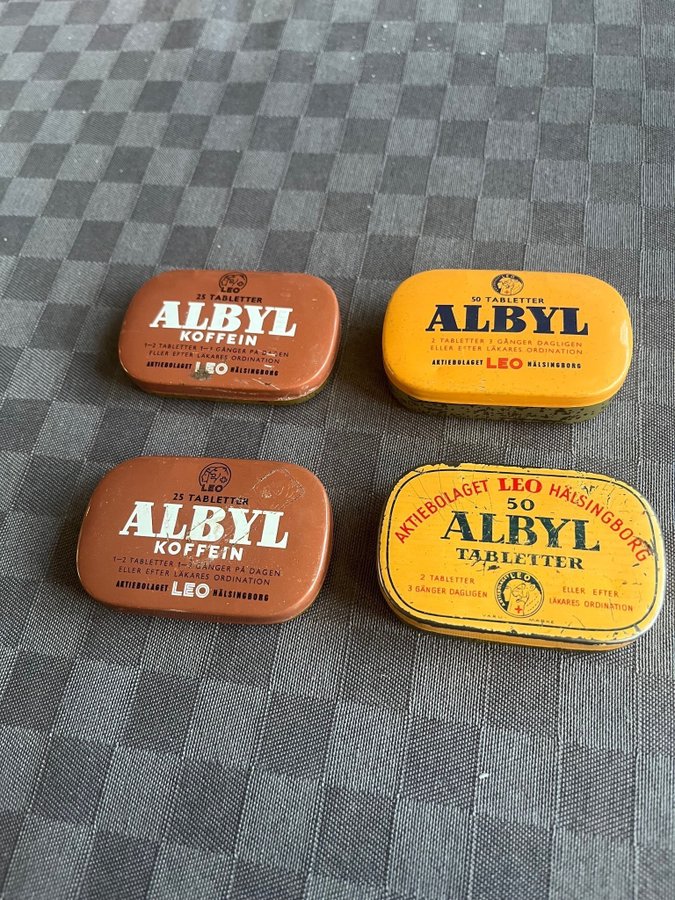 LEO
25 TABLETTER
ALBYL
KOFFEIN
1–2 TABLETTER 1–3 GÅNGER PÅ DAGEN
ELLER EFTER LÄKARES ORDINATION
AKTIEBOLAGET LEO HÄLSINGBORG
LEO
50 TABLETTER
ALBYL
2 TABLETTER 3 GÅNGER DAGLIGEN
ELLER EFTER LÄKARES ORDINATION
AKTIEBOLAGET LEO HÄLSINGBORG
LEO
25 TABLETTER
ALBYL
KOFFEIN
1–2 TABLETTER 1–3 GÅNGER PÅ DAGEN
ELLER EFTER LÄKARES ORDINATION
AKTIEBOLAGET LEO HÄLSINGBORG
AKTIEBOLAGET LEO HÄLSINGBORG
50
ALBYL
TABLETTER
2 TABLETTER
3 GÅNGER DAGLIGEN
LEO
ELLER EFTER
LÄKARES ORDINATION